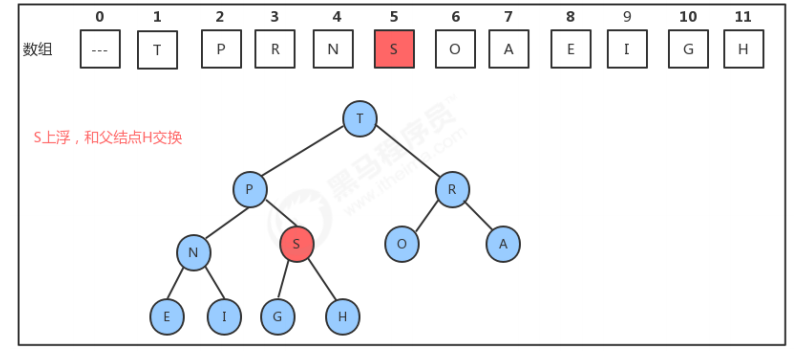 0 1 2 3 4 5 6 7 8 9 10 11
数组 --- T P R N S O A E I G H
S上浮，和父结点H交换
T
P R
N S O A
E I G H
黑马程序员
www.itheima.com